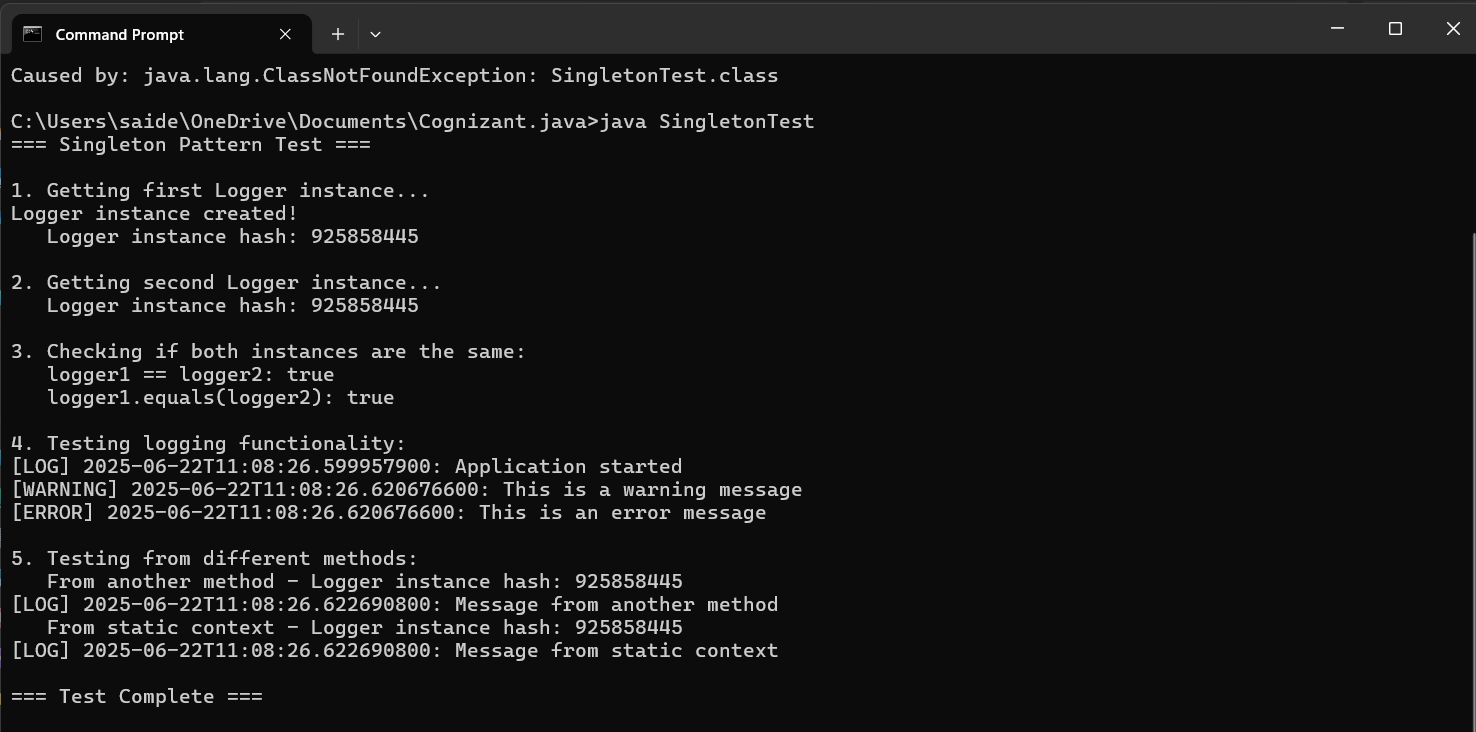 Command Prompt
Caused by: java.lang.ClassNotFoundException: SingletonTest.class
C:\Users\saide\OneDrive\Documents\Cognizant.java>java SingletonTest
=== Singleton Pattern Test ===
1. Getting first Logger instance...
Logger instance created!
   Logger instance hash: 925858445
2. Getting second Logger instance...
   Logger instance hash: 925858445
3. Checking if both instances are the same:
   logger1 == logger2: true
   logger1.equals(logger2): true
4. Testing logging functionality:
[LOG] 2025-06-22T11:08:26.599957900: Application started
[WARNING] 2025-06-22T11:08:26.620676600: This is a warning message
[ERROR] 2025-06-22T11:08:26.620676600: This is an error message
5. Testing from different methods:
   From another method - Logger instance hash: 925858445
[LOG] 2025-06-22T11:08:26.622690800: Message from another method
   From static context - Logger instance hash: 925858445
[LOG] 2025-06-22T11:08:26.622690800: Message from static context
=== Test Complete ===